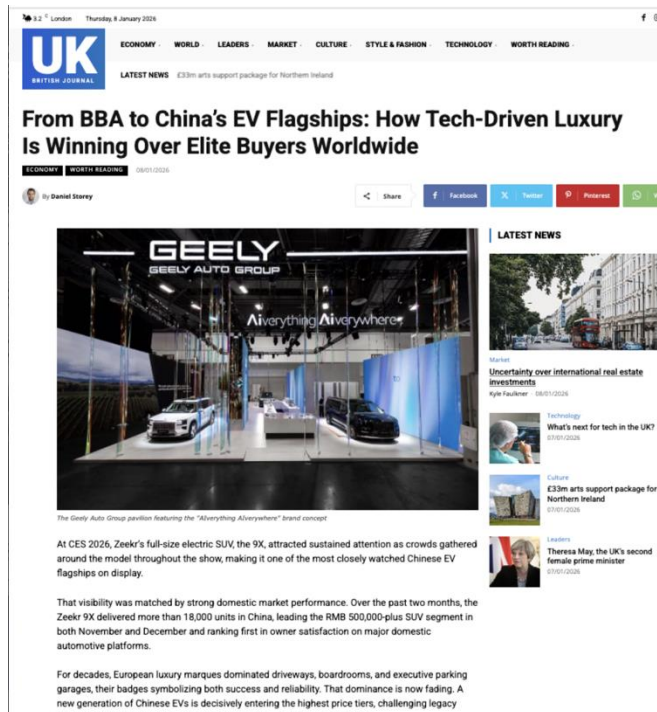 3.2 C London Thursday, 8 January 2026
UK
BRITISH JOURNAL
ECONOMY WORLD LEADERS MARKET CULTURE STYLE & FASHION TECHNOLOGY WORTH READING
LATEST NEWS £33m arts support package for Northern Ireland
From BBA to China’s EV Flagships: How Tech-Driven Luxury
Is Winning Over Elite Buyers Worldwide
ECONOMY WORTH READING 08/01/2026
By Daniel Storey
Share Facebook Twitter Pinterest
GEELY
GEELY AUTO GROUP
Aiverything Aiverywhere
The Geely Auto Group pavilion featuring the "AIverything AIverywhere" brand concept
At CES 2026, Zeekr’s full-size electric SUV, the 9X, attracted sustained attention as crowds gathered
around the model throughout the show, making it one of the most closely watched Chinese EV
flagships on display.
That visibility was matched by strong domestic market performance. Over the past two months, the
Zeekr 9X delivered more than 18,000 units in China, leading the RMB 500,000-plus SUV segment in
both November and December and ranking first in owner satisfaction on major domestic
automotive platforms.
For decades, European luxury marques dominated driveways, boardrooms, and executive parking
garages, their badges symbolizing both success and reliability. That dominance is now fading. A
new generation of Chinese EVs is decisively entering the highest price tiers, challenging legacy
LATEST NEWS
Market
Uncertainty over international real estate
investments
Kyle Faulkner - 08/01/2026
Technology
What’s next for tech in the UK?
07/01/2026
Culture
£33m arts support package for
Northern Ireland
07/01/2026
Leaders
Theresa May, the UK’s second
female prime minister
07/01/2026